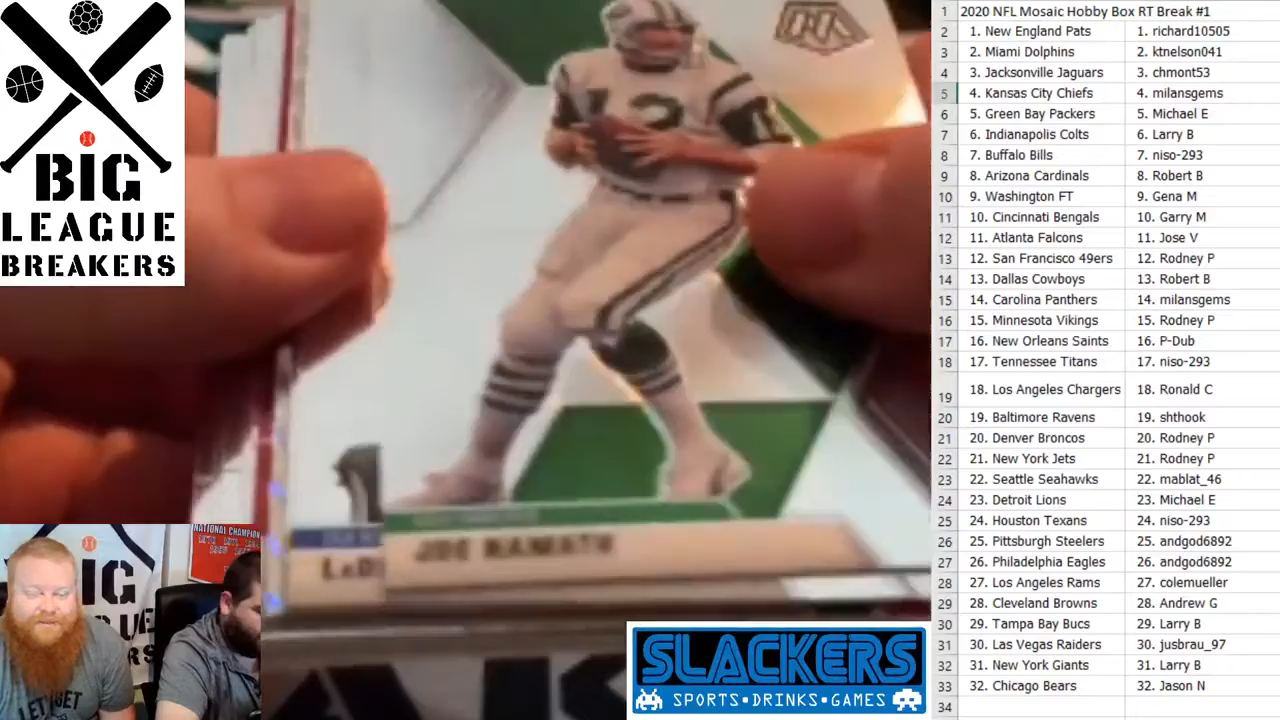 BIG
LEAGUE
BREAKERS
12
JOE NAMATH
LeD
NATIONAL CHAMPION
IG
SLACKERS
SPORTS•DRINKS•GAMES
1 2020 NFL Mosaic Hobby Box RT Break #1
2 1. New England Pats 1. richard10505
3 2. Miami Dolphins 2. ktnelson041
4 3. Jacksonville Jaguars 3. chmont53
5 4. Kansas City Chiefs 4. milansgems
6 5. Green Bay Packers 5. Michael E
7 6. Indianapolis Colts 6. Larry B
8 7. Buffalo Bills 7. niso-293
9 8. Arizona Cardinals 8. Robert B
10 9. Washington FT 9. Gena M
11 10. Cincinnati Bengals 10. Garry M
12 11. Atlanta Falcons 11. Jose V
13 12. San Francisco 49ers 12. Rodney P
14 13. Dallas Cowboys 13. Robert B
15 14. Carolina Panthers 14. milansgems
16 15. Minnesota Vikings 15. Rodney P
17 16. New Orleans Saints 16. P-Dub
18 17. Tennessee Titans 17. niso-293
19 18. Los Angeles Chargers 18. Ronald C
20 19. Baltimore Ravens 19. shthook
21 20. Denver Broncos 20. Rodney P
22 21. New York Jets 21. Rodney P
23 22. Seattle Seahawks 22. mablat_46
24 23. Detroit Lions 23. Michael E
25 24. Houston Texans 24. niso-293
26 25. Pittsburgh Steelers 25. andgod6892
27 26. Philadelphia Eagles 26. andgod6892
28 27. Los Angeles Rams 27. colemueller
29 28. Cleveland Browns 28. Andrew G
30 29. Tampa Bay Bucs 29. Larry B
31 30. Las Vegas Raiders 30. jusbrau_97
32 31. New York Giants 31. Larry B
33 32. Chicago Bears 32. Jason N
34